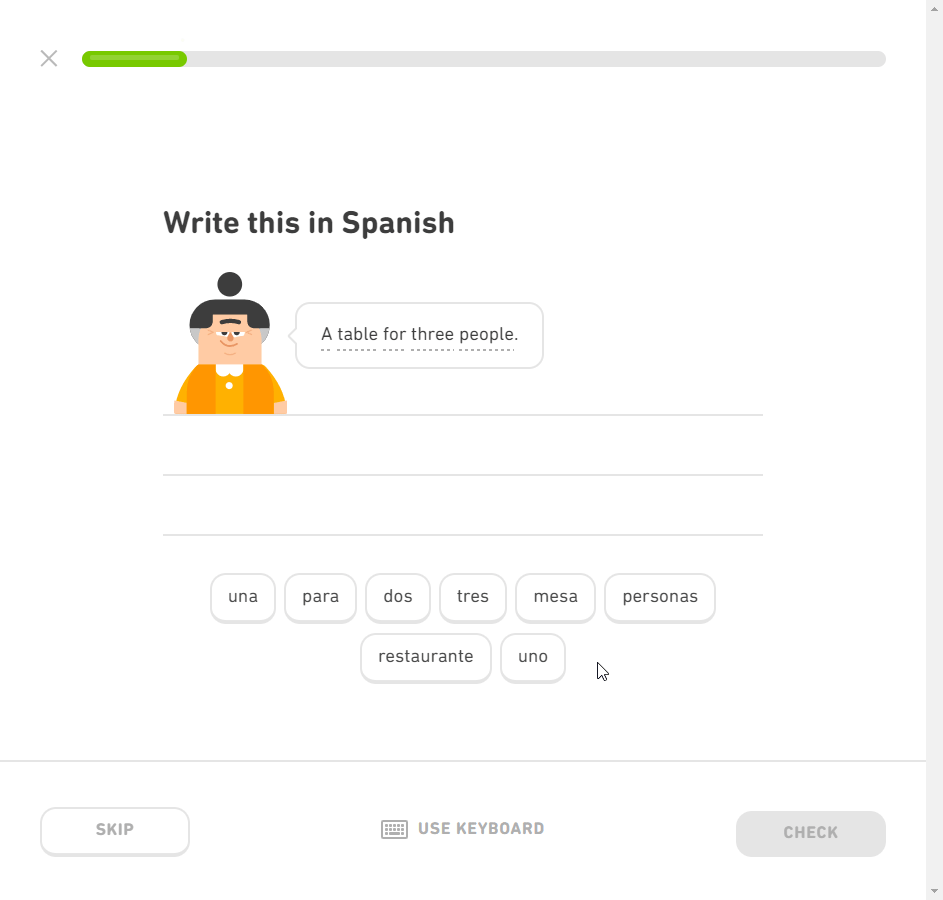 Write this in Spanish
A table for three people.
una para dos tres mesa personas
restaurante uno
SKIP USE KEYBOARD CHECK